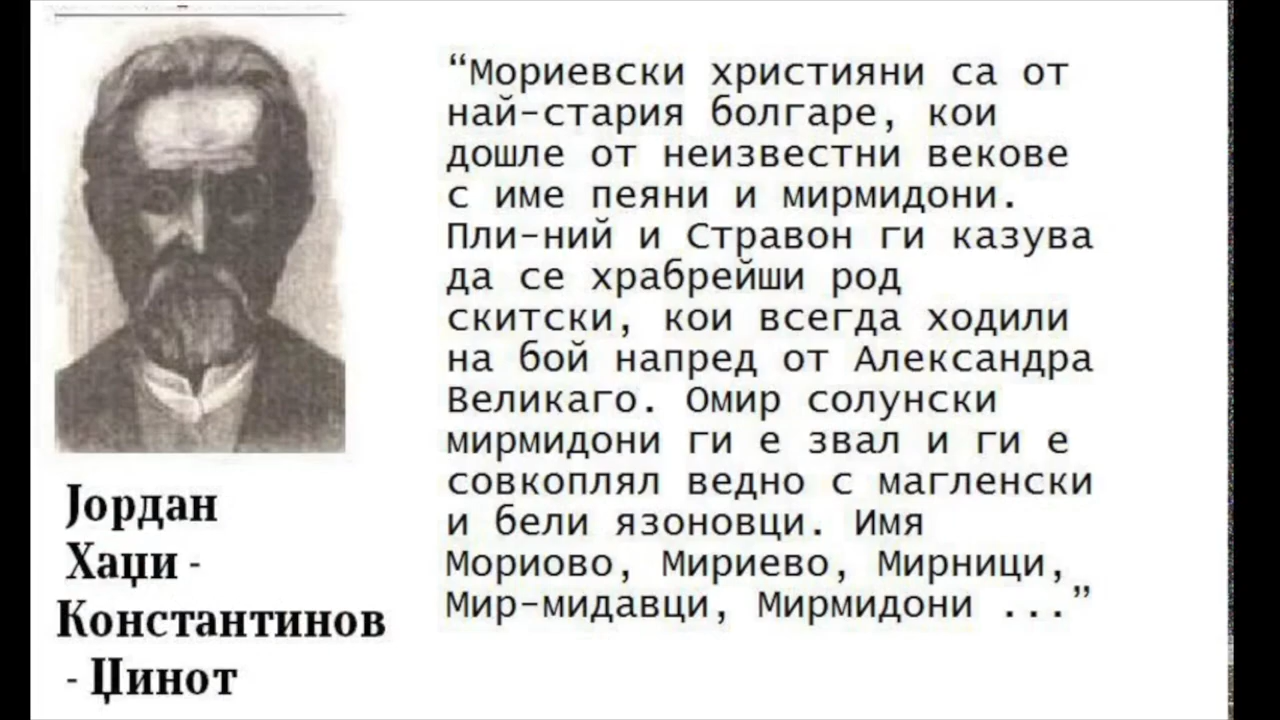 “Мориевски християни са от
най-стария болгаре, кои
дошле от неизвестни векове
с име пеяни и мирмидони.
Пли-ний и Стравон ги казува
да се храбрейши род
скитски, кои всегда ходили
на бой напред от Александра
Великаго. Омир солунски
мирмидони ги е звал и ги е
совкоплял ведно с магленски
и бели язоновци. Имя
Мориово, Мириево, Мирници,
Мир-мидавци, Мирмидони ...”
Јордан
Хаџи -
Константинов
- Џинот